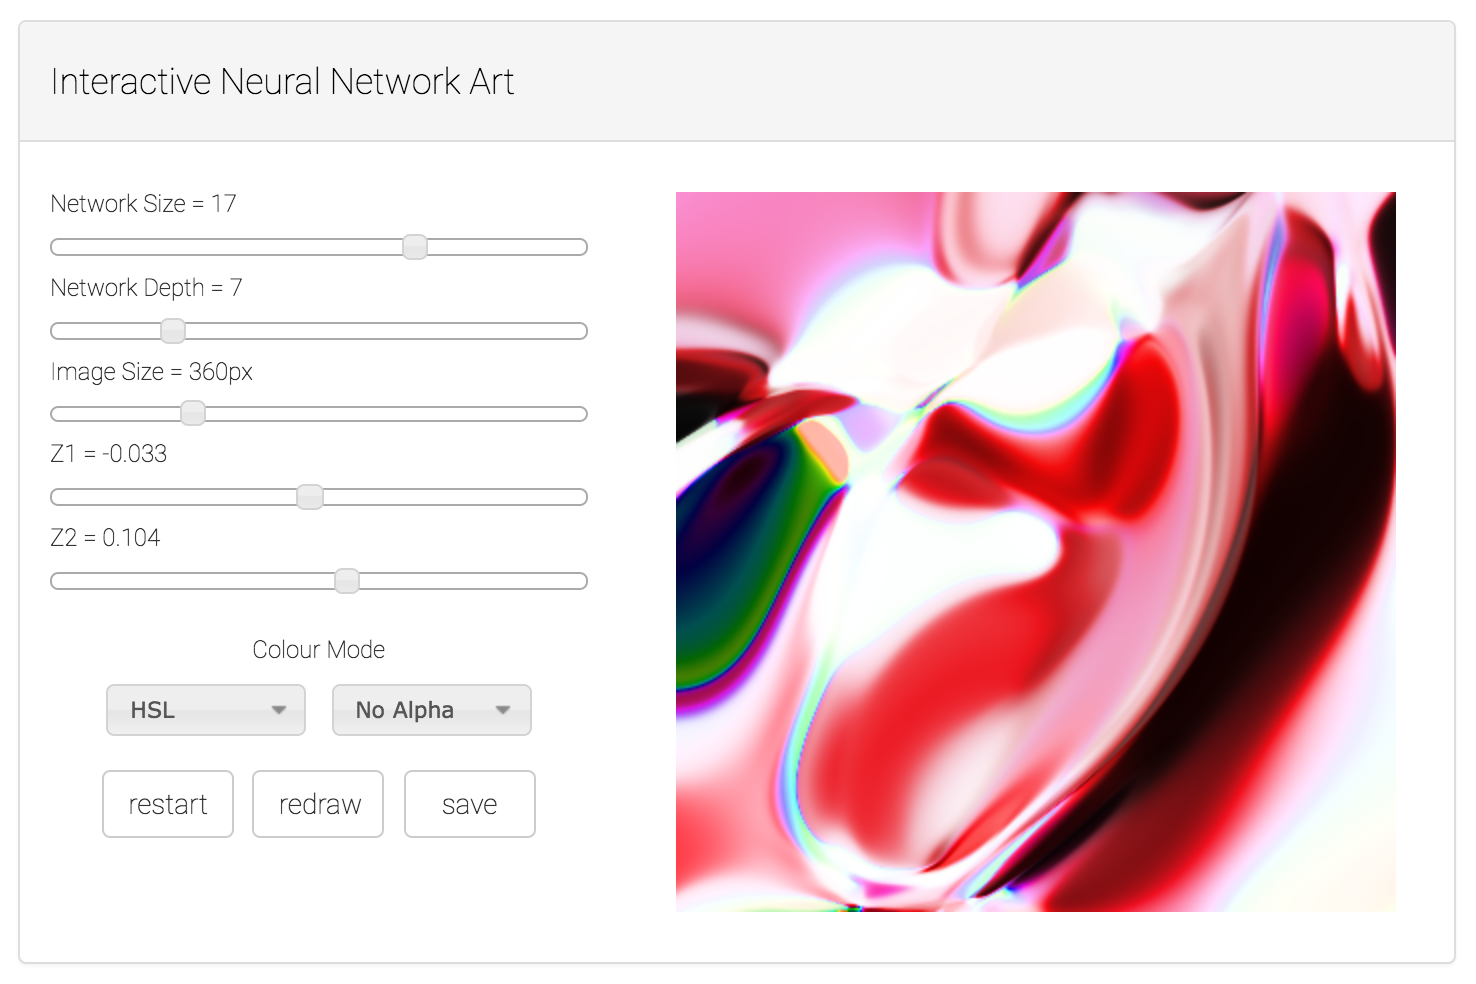 Interactive Neural Network Art
Network Size = 17
Network Depth = 7
Image Size = 360px
Z1 = -0.033
Z2 = 0.104
Colour Mode
HSL
No Alpha
restart
redraw
save